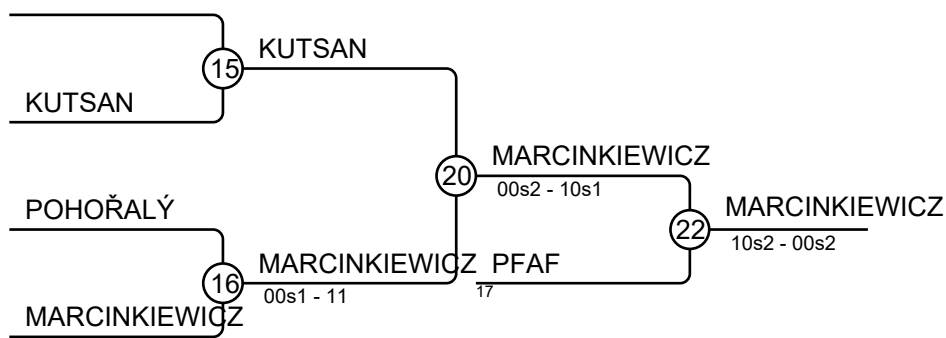 KUTSAN
15
KUTSAN
POHOŘALÝ
16
MARCINKIEWICZ
00s1 - 11
MARCINKIEWICZ
20
MARCINKIEWICZ
00s2 - 10s1
PFAF
17
22
MARCINKIEWICZ
10s2 - 00s2